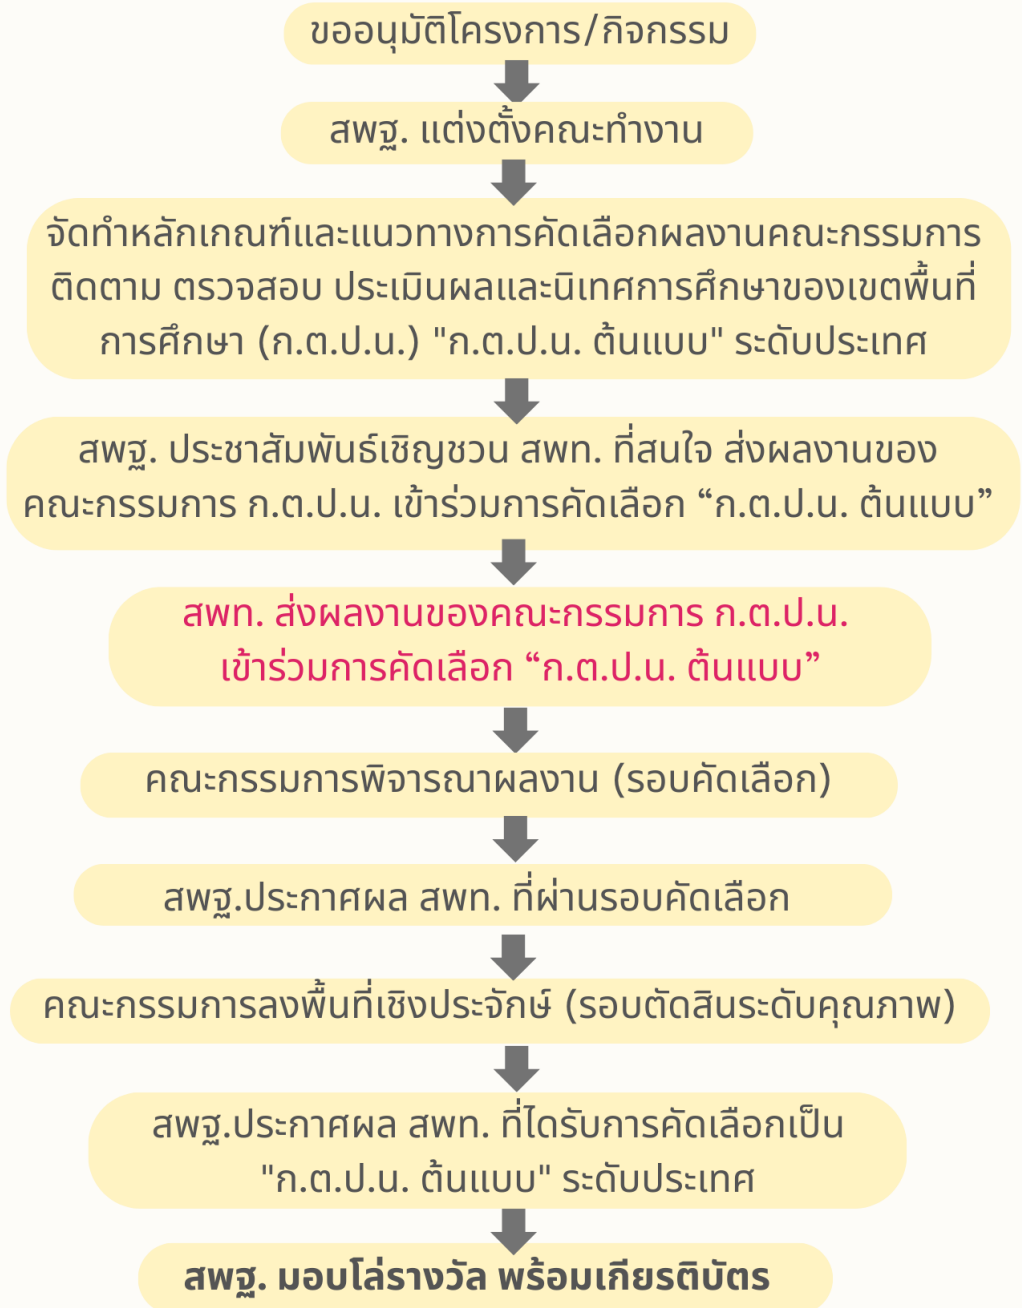 ขออนุมัติโครงการ/กิจกรรม
สพฐ. แต่งตั้งคณะทำงาน
จัดทำหลักเกณฑ์และแนวทางการคัดเลือกผลงานคณะกรรมการ
ติดตาม ตรวจสอบ ประเมินผลและนิเทศการศึกษาของเขตพื้นที่
การศึกษา (ก.ต.ป.น.) "ก.ต.ป.น. ต้นแบบ" ระดับประเทศ
สพฐ. ประชาสัมพันธ์เชิญชวน สพท. ที่สนใจ ส่งผลงานของ
คณะกรรมการ ก.ต.ป.น. เข้าร่วมการคัดเลือก “ก.ต.ป.น. ต้นแบบ”
สพท. ส่งผลงานของคณะกรรมการ ก.ต.ป.น.
เข้าร่วมการคัดเลือก “ก.ต.ป.น. ต้นแบบ”
คณะกรรมการพิจารณาผลงาน (รอบคัดเลือก)
สพฐ.ประกาศผล สพท. ที่ผ่านรอบคัดเลือก
คณะกรรมการลงพื้นที่เชิงประจักษ์ (รอบตัดสินระดับคุณภาพ)
สพฐ.ประกาศผล สพท. ที่ไดรับการคัดเลือกเป็น
"ก.ต.ป.น. ต้นแบบ" ระดับประเทศ
สพฐ. มอบโล่รางวัล พร้อมเกียรติบัตร